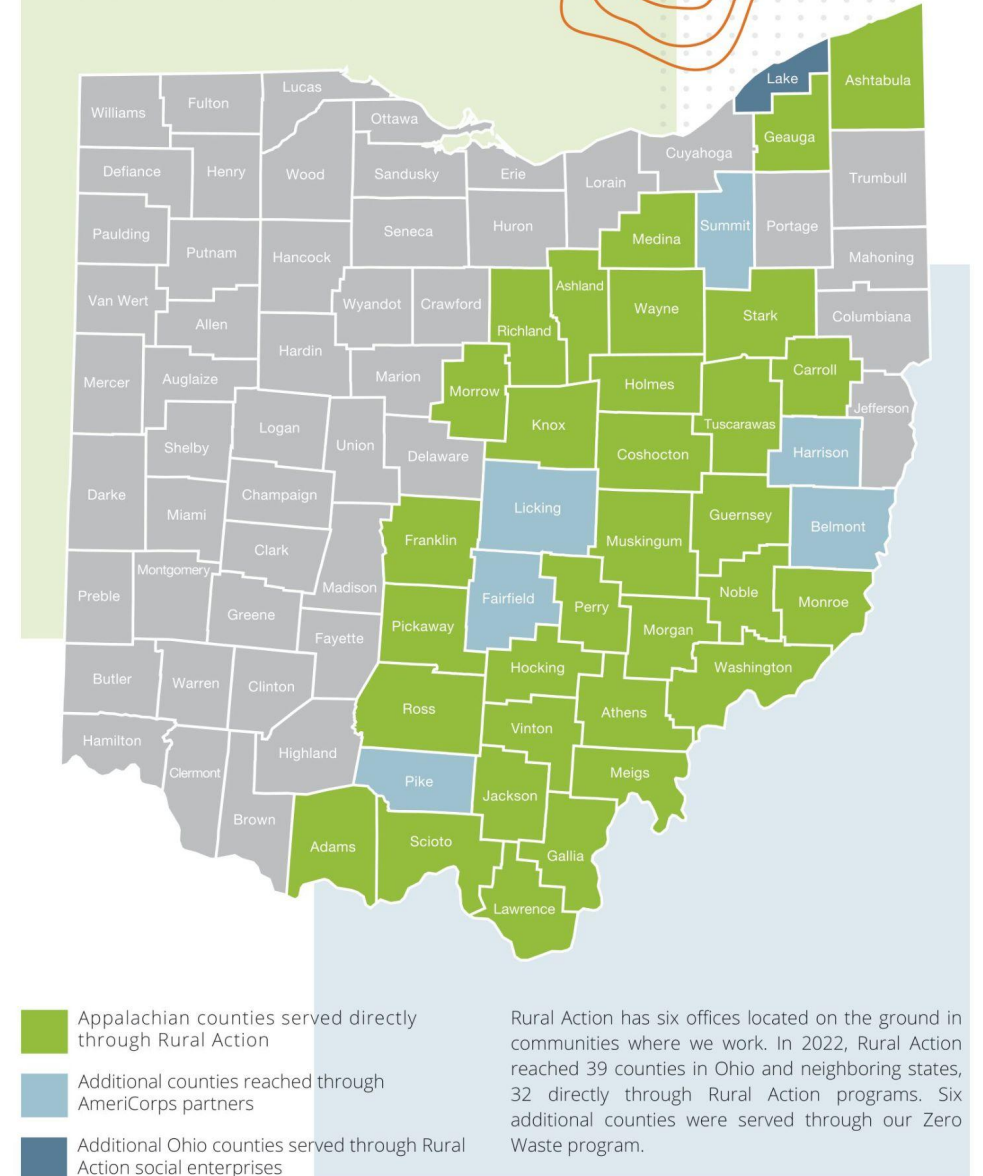 Lake
Ashtabula
Lucas
Fulton
Williams
Ottawa
Geauga
Cuyahoga
Defiance
Henry
Wood
Sandusky
Erie
Lorain
Trumbull
Paulding
Putnam
Hancock
Seneca
Huron
Medina
Summit
Portage
Mahoning
Van Wert
Allen
Wyandot
Crawford
Ashland
Richland
Wayne
Stark
Columbiana
Mercer
Auglaize
Hardin
Marion
Morrow
Holmes
Carroll
Jefferson
Shelby
Logan
Union
Delaware
Knox
Coshocton
Tuscarawas
Harrison
Darke
Miami
Champaign
Licking
Guernsey
Belmont
Clark
Franklin
Muskingum
Preble
Montgomery
Madison
Fairfield
Perry
Noble
Monroe
Greene
Fayette
Pickaway
Morgan
Butler
Warren
Clinton
Hocking
Washington
Ross
Athens
Vinton
Hamilton
Clermont
Highland
Pike
Jackson
Meigs
Brown
Adams
Scioto
Gallia
Lawrence
Appalachian counties served directly
through Rural Action
Additional counties reached through
AmeriCorps partners
Additional Ohio counties served through Rural
Action social enterprises
Rural Action has six offices located on the ground in
communities where we work. In 2022, Rural Action
reached 39 counties in Ohio and neighboring states,
32 directly through Rural Action programs. Six
additional counties were served through our Zero
Waste program.